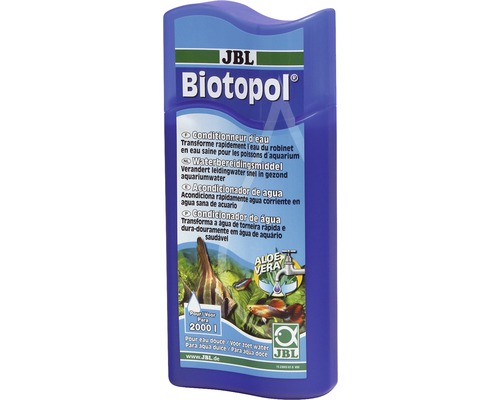 JBL
Biotopol®
Conditionneur d'eau
Transforme rapidement l'eau du robinet
en eau saine pour les poissons d'aquarium
Waterbereidingsmiddel
Verandert leidingwater snel in gezond
aquariumwater
Acondicionador de agua
Acondiciona rápidamente agua corriente en
agua sana de acuario
Condicionador de água
Transforma a água de torneira rápida e
dura-douramente em água de aquário
saudável
ALOE
VERA
Pour / Voor
Para
2000 l
Pour eau douce / Voor zoet water
Para agua dulce / Para água doce
www.JBL.de
JBL